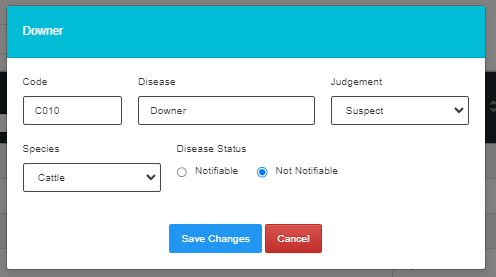 Downer
Code Disease Judgement
C010 Downer Suspect
Species Disease Status
Cattle Notifiable Not Notifiable
Save Changes Cancel